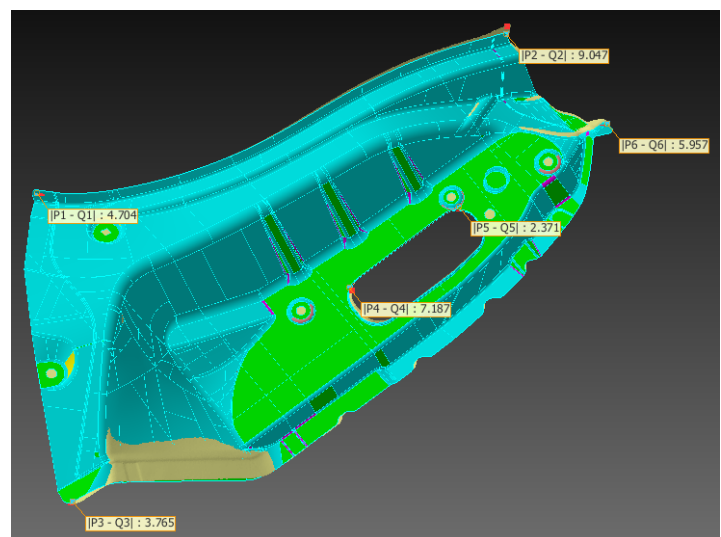 |P2 - Q2| : 9.047
|P6 - Q6| : 5.957
|P1 - Q1| : 4.704
|P5 - Q5| : 2.371
|P4 - Q4| : 7.187
|P3 - Q3| : 3.765